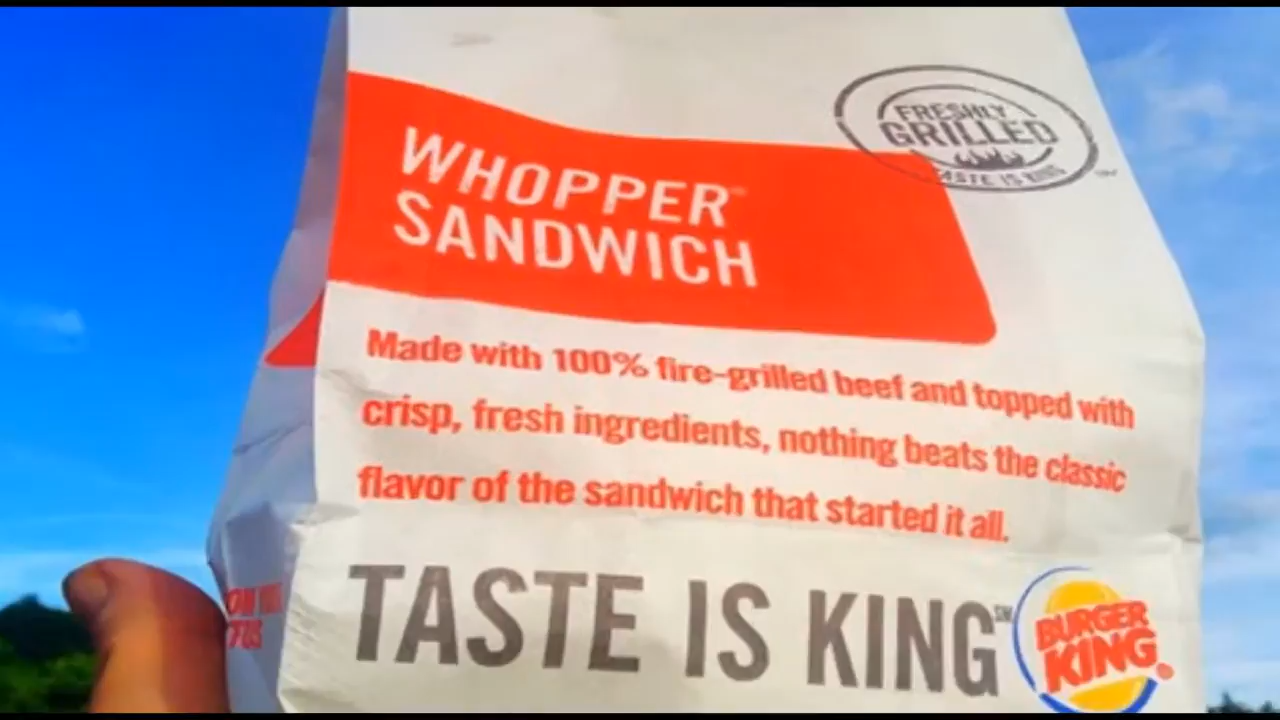 FRESHLY
GRILLED
TASTE IS KING
WHOPPER
SANDWICH
Made with 100% fire-grilled beef and topped with
crisp, fresh ingredients, nothing beats the classic
flavor of the sandwich that started it all.
TASTE IS KING℠
BURGER
KING®